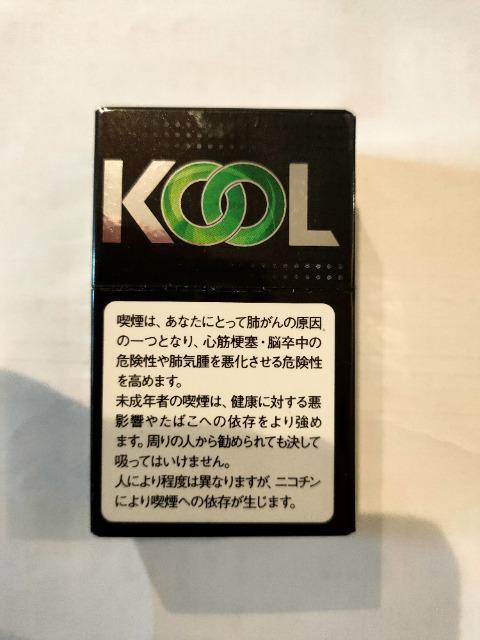 KOOL
喫煙は、あなたにとって肺がんの原因
の一つとなり、心筋梗塞・脳卒中の
危険性や肺気腫を悪化させる危険性
を高めます。
未成年者の喫煙は、健康に対する悪
影響やたばこへの依存をより強め
ます。周りの人から勧められても決して
吸ってはいけません。
人により程度は異なりますが、ニコチン
により喫煙への依存が生じます。